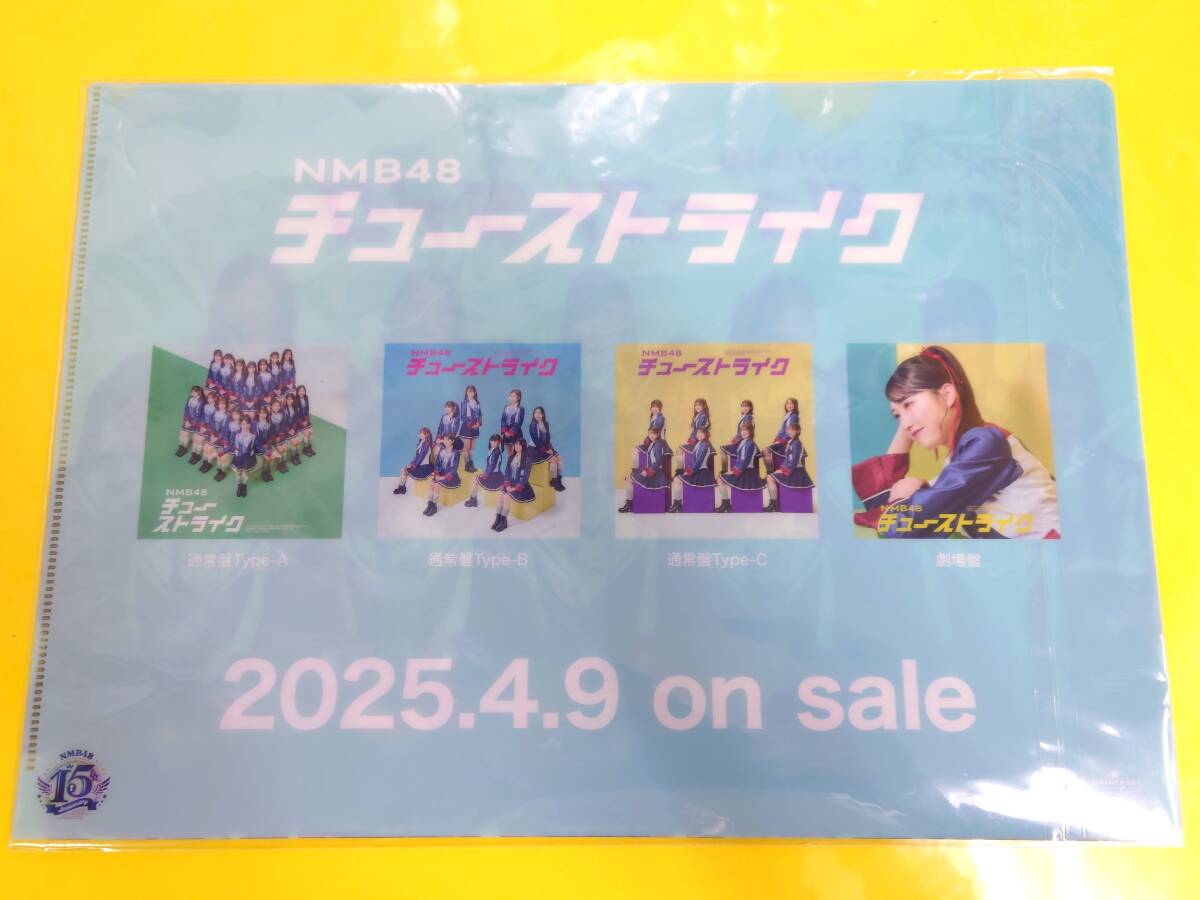 NMB48
チューストライク
NMB48
チュー
ストライク
通常盤Type-A
NMB48
チューストライク
通常盤Type-B
NMB48
チューストライク
通常盤Type-C
NMB48
チューストライク
劇場盤
2025.4.9 on sale
NMB48
15th
Anniversary